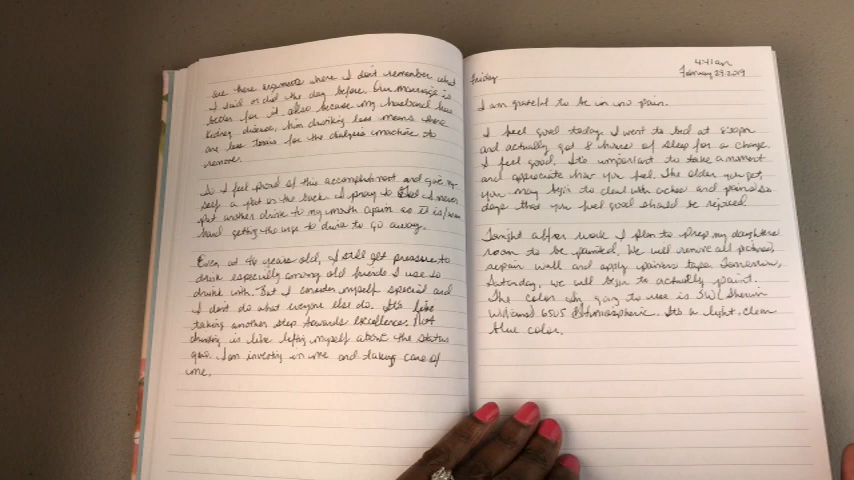 are there arguments where I don't remember what
I said or did the day before. Our marriage is
better for it also because my husband has
kidney disease, him drinking less means there
are less toxins for the dialysis machine to
remove.
So I feel proud of this accomplishment and give my
self a pat on the back. I pray to God I never
put another drink to my mouth again as it is/was
hard getting the urge to drink to go away.
Even at 46 years old, I still get pressure to
drink especially among old friends I use to
drink with. But I consider myself special and
I don't do what everyone else do. It's like
taking another step towards excellence. Not
drinking is like lifting myself above the status
quo. I am investing in me and taking care of
me.
4:41am
Friday February 29, 2019
I am grateful to be in no pain.
I feel good today. I went to bed at 830pm
and actually got 8 hours of sleep for a change.
I feel good. It's important to take a moment
and appreciate how you feel. The older you get,
you may begin to deal with aches and pains so
days that you feel good should be rejoiced.
Tonight after work I plan to prep my daughters
room to be painted. We will remove all pictures,
repair wall and apply painters tape. Tomorrow,
Saturday, we will begin to actually paint.
The color I'm going to use is SW/Sherwin
Williams 6505 Atmospheric. Its a light, clean
blue color.